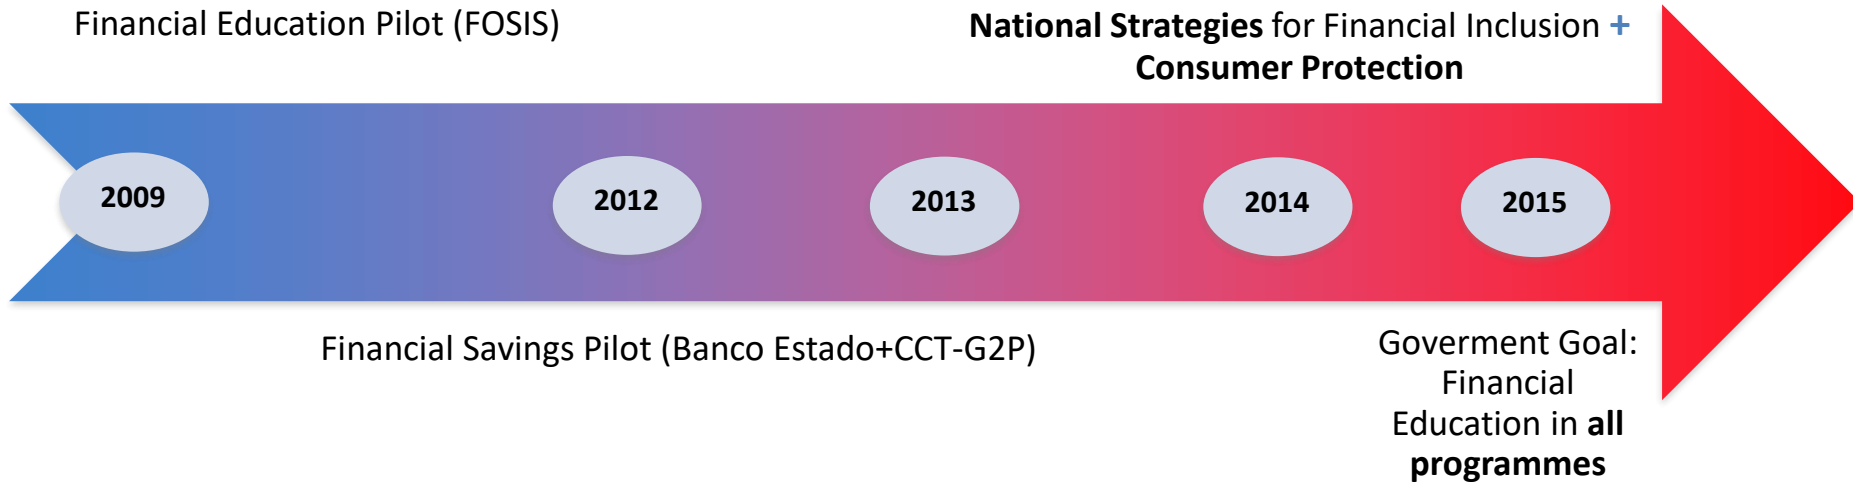 Financial Education Pilot (FOSIS)
National Strategies for Financial Inclusion +
Consumer Protection
2009
2012
2013
2014
2015
Financial Savings Pilot (Banco Estado+CCT-G2P)
Goverment Goal:
Financial
Education in all
programmes